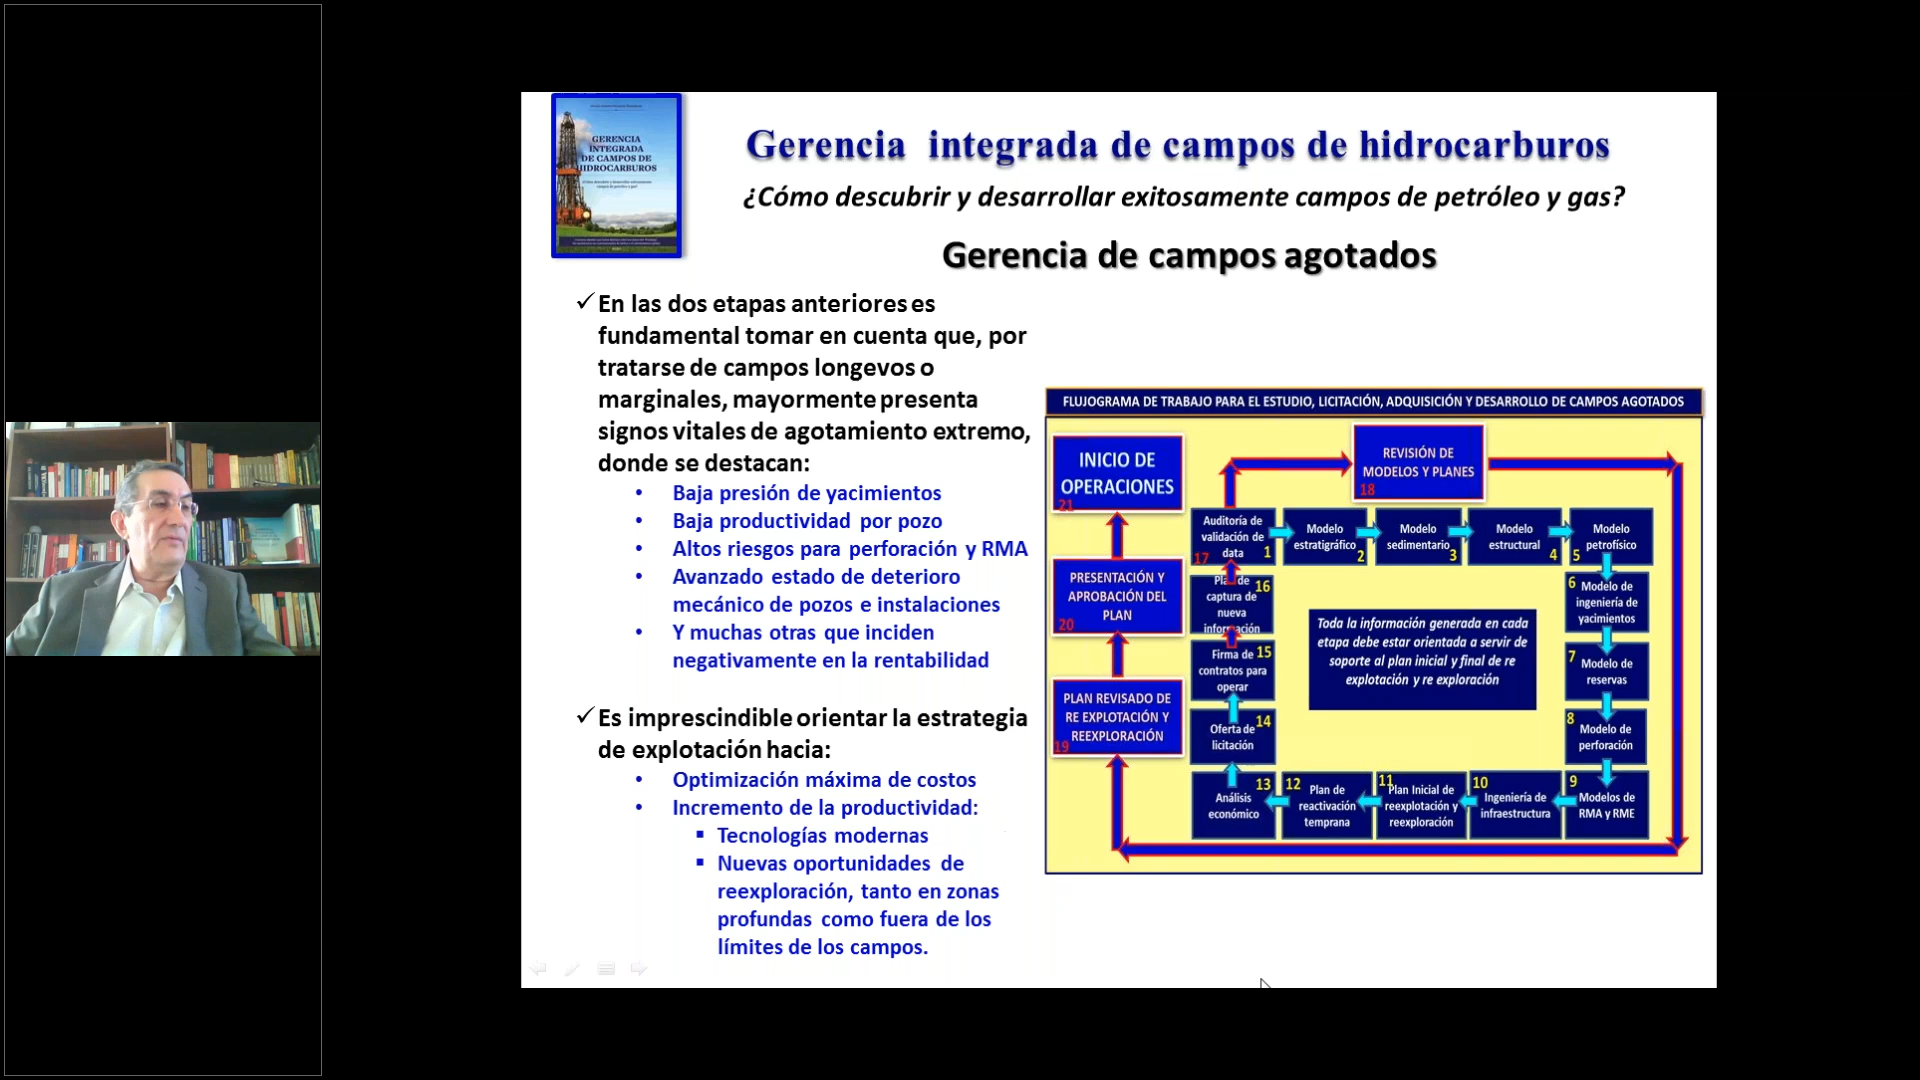 GERENCIA
INTEGRADA
DE CAMPOS DE
HIDROCARBUROS
Gerencia integrada de campos de hidrocarburos
¿Cómo descubrir y desarrollar exitosamente campos de petróleo y gas?
Gerencia de campos agotados
✓ En las dos etapas anteriores es
fundamental tomar en cuenta que, por
tratarse de campos longevos o
marginales, mayormente presenta
signos vitales de agotamiento extremo,
donde se destacan:
• Baja presión de yacimientos
• Baja productividad por pozo
• Altos riesgos para perforación y RMA
• Avanzado estado de deterioro
mecánico de pozos e instalaciones
• Y muchas otras que inciden
negativamente en la rentabilidad
✓ Es imprescindible orientar la estrategia
de explotación hacia:
• Optimización máxima de costos
• Incremento de la productividad:
▪ Tecnologías modernas
▪ Nuevas oportunidades de
reexploración, tanto en zonas
profundas como fuera de los
límites de los campos.
FLUJOGRAMA DE TRABAJO PARA EL ESTUDIO, LICITACIÓN, ADQUISICIÓN Y DESARROLLO DE CAMPOS AGOTADOS
INICIO DE
OPERACIONES
21
PRESENTACIÓN Y
APROBACIÓN DEL
PLAN
20
PLAN REVISADO DE
RE EXPLOTACIÓN Y
REEXPLORACIÓN
19
REVISIÓN DE
MODELOS Y PLANES
18
Auditoría de
validación de
data
17 1
Modelo
estratigráfico
2
Modelo
sedimentario
3
Modelo
estructural
4
Modelo
petrofísico
5
6 Modelo de
ingeniería de
yacimientos
7 Modelo de
reservas
8 Modelo de
perforación
9 Modelos de
RMA y RME
10
Ingeniería de
infraestructura
11
Plan Inicial de
reexplotación y
reexploración
12 Plan de
reactivación
temprana
13
Análisis
económico
14
Oferta de
licitación
15
Firma de
contratos para
operar
16
Plan de
captura de
nueva
información
Toda la información generada en cada
etapa debe estar orientada a servir de
soporte al plan inicial y final de re
explotación y re exploración